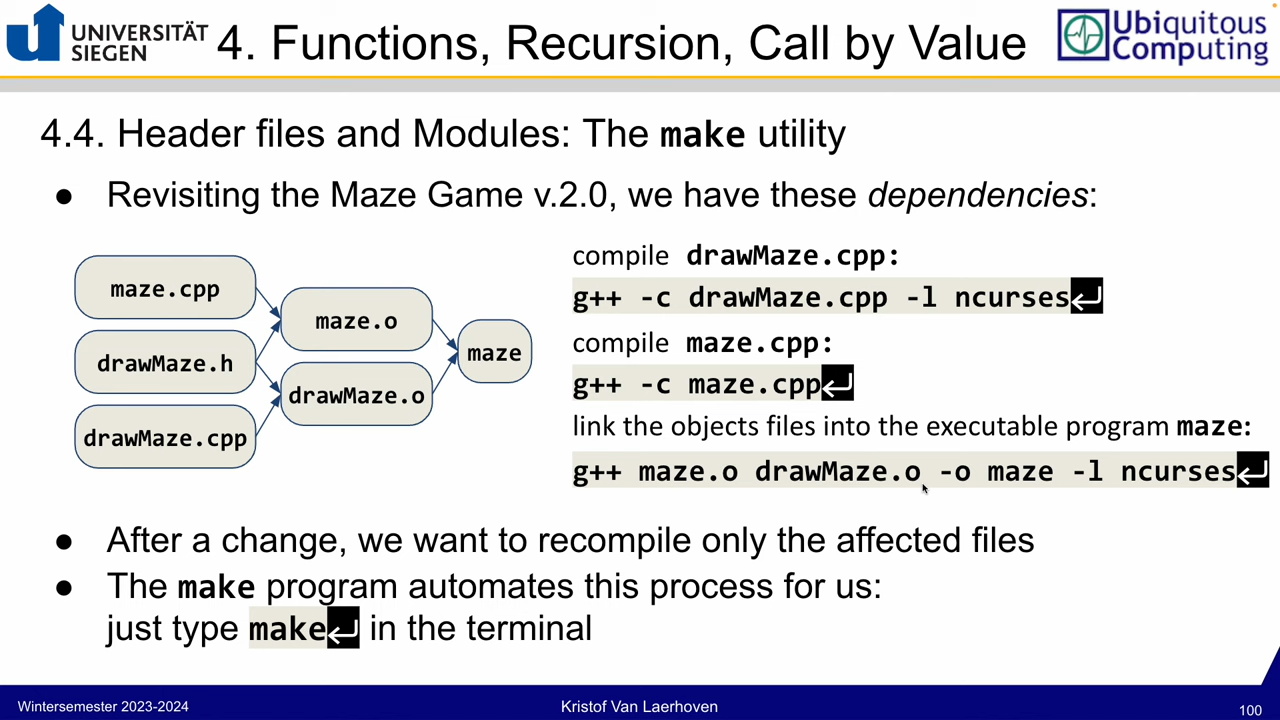 UNIVERSITÄT
SIEGEN
4. Functions, Recursion, Call by Value
Ubiquitous
Computing
4.4. Header files and Modules: The make utility
● Revisiting the Maze Game v.2.0, we have these dependencies:
maze.cpp
drawMaze.h
drawMaze.cpp
maze.o
drawMaze.o
maze
compile drawMaze.cpp:
g++ -c drawMaze.cpp -l ncurses↵
compile maze.cpp:
g++ -c maze.cpp↵
link the objects files into the executable program maze:
g++ maze.o drawMaze.o -o maze -l ncurses↵
● After a change, we want to recompile only the affected files
● The make program automates this process for us:
just type make↵ in the terminal
Wintersemester 2023-2024
Kristof Van Laerhoven
100